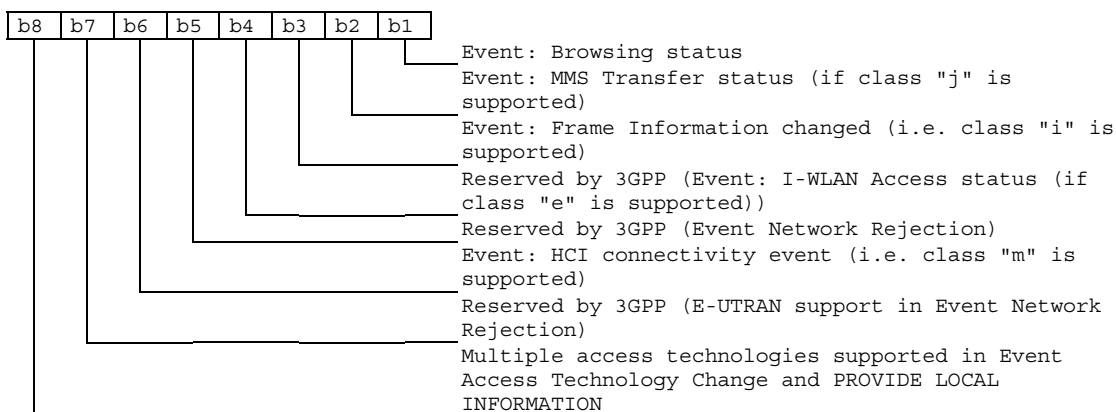 b8 b7 b6 b5 b4 b3 b2 b1
Event: Browsing status
Event: MMS Transfer status (if class "j" is
supported)
Event: Frame Information changed (i.e. class "i" is
supported)
Reserved by 3GPP (Event: I-WLAN Access status (if
class "e" is supported))
Reserved by 3GPP (Event Network Rejection)
Event: HCI connectivity event (i.e. class "m" is
supported)
Reserved by 3GPP (E-UTRAN support in Event Network
Rejection)
Multiple access technologies supported in Event
Access Technology Change and PROVIDE LOCAL
INFORMATION